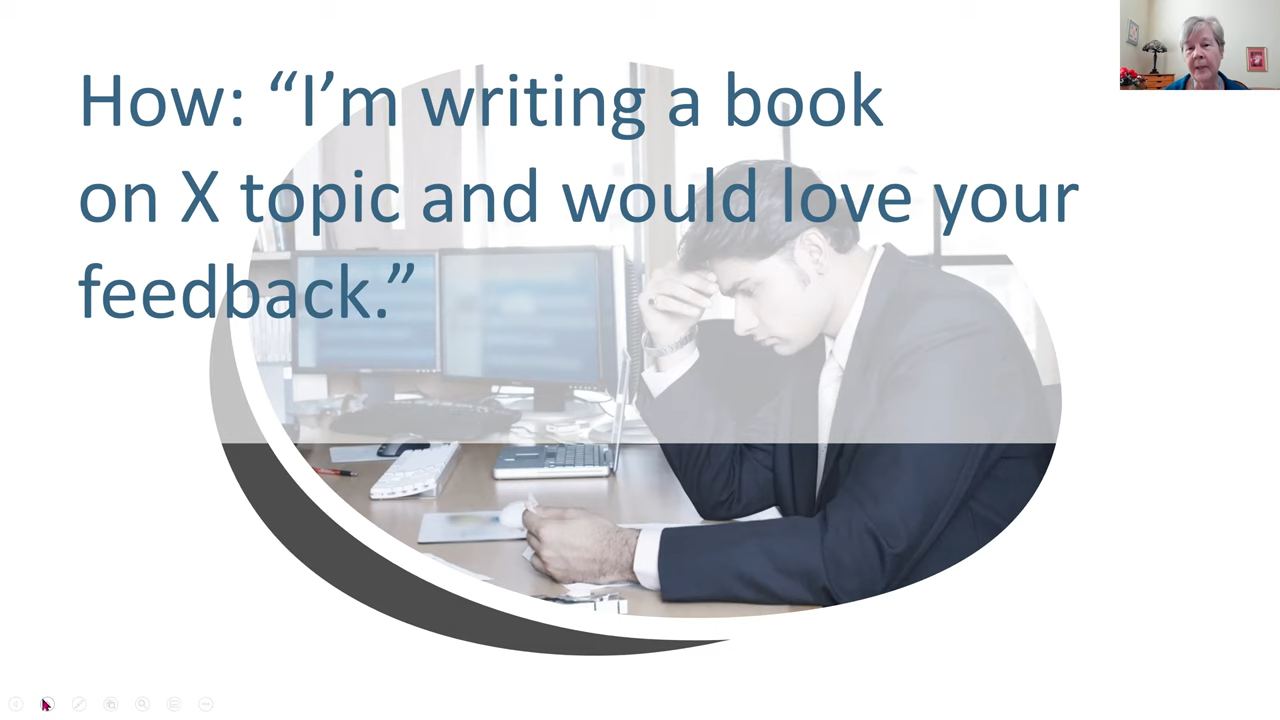 How: “I’m writing a book
on X topic and would love your
feedback.”